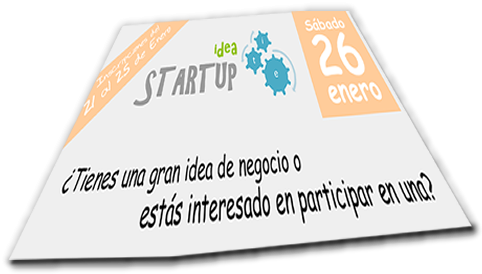 Inscripciones del
21 al 25 de Enero
idea
STARTUP
i t e
Sábado
26
enero
¿Tienes una gran idea de negocio o
estás interesado en participar en una?